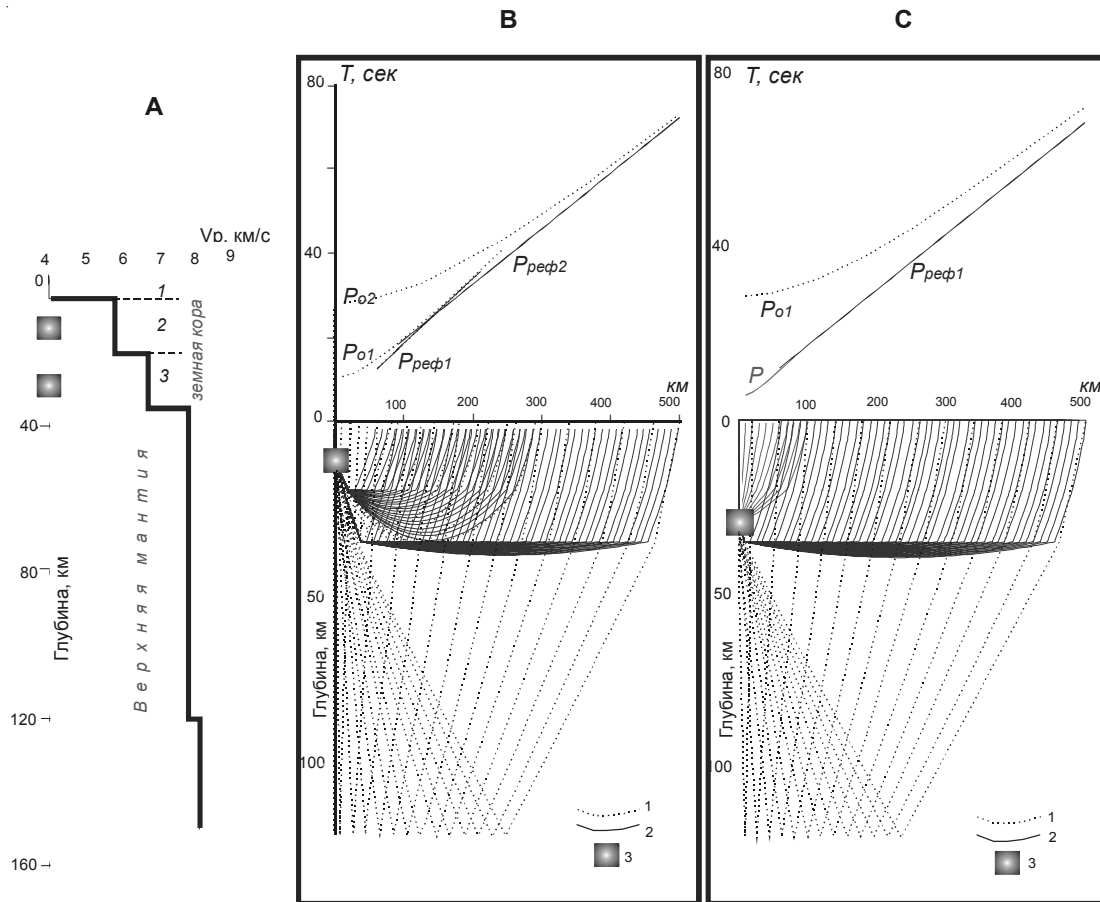 A
Vp, км/с
4 5 6 7 8 9
0
1
2
3
земная кора
40
80
120
160
Глубина, км
Верхняя мантия
B
T, сек
80
40
0
Po2
Po1
Pреф1
Pреф2
км
100 200 300 400 500
50
100
Глубина, км
1
2
3
C
T, сек
80
40
0
Po1
P
Pреф1
км
100 200 300 400 500
50
100
Глубина, км
1
2
3